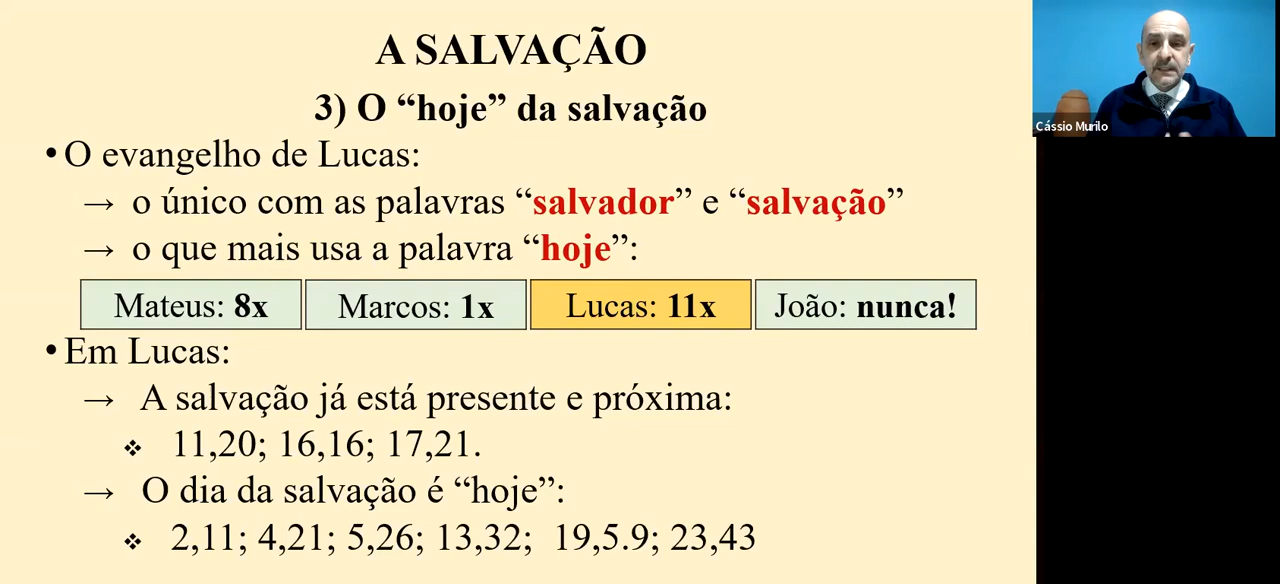 A SALVAÇÃO
3) O “hoje” da salvação
• O evangelho de Lucas:
→ o único com as palavras “salvador” e “salvação”
→ o que mais usa a palavra “hoje”:
Mateus: 8x Marcos: 1x Lucas: 11x João: nunca!
• Em Lucas:
→ A salvação já está presente e próxima:
❖ 11,20; 16,16; 17,21.
→ O dia da salvação é “hoje”:
❖ 2,11; 4,21; 5,26; 13,32; 19,5.9; 23,43
Cássio Murilo